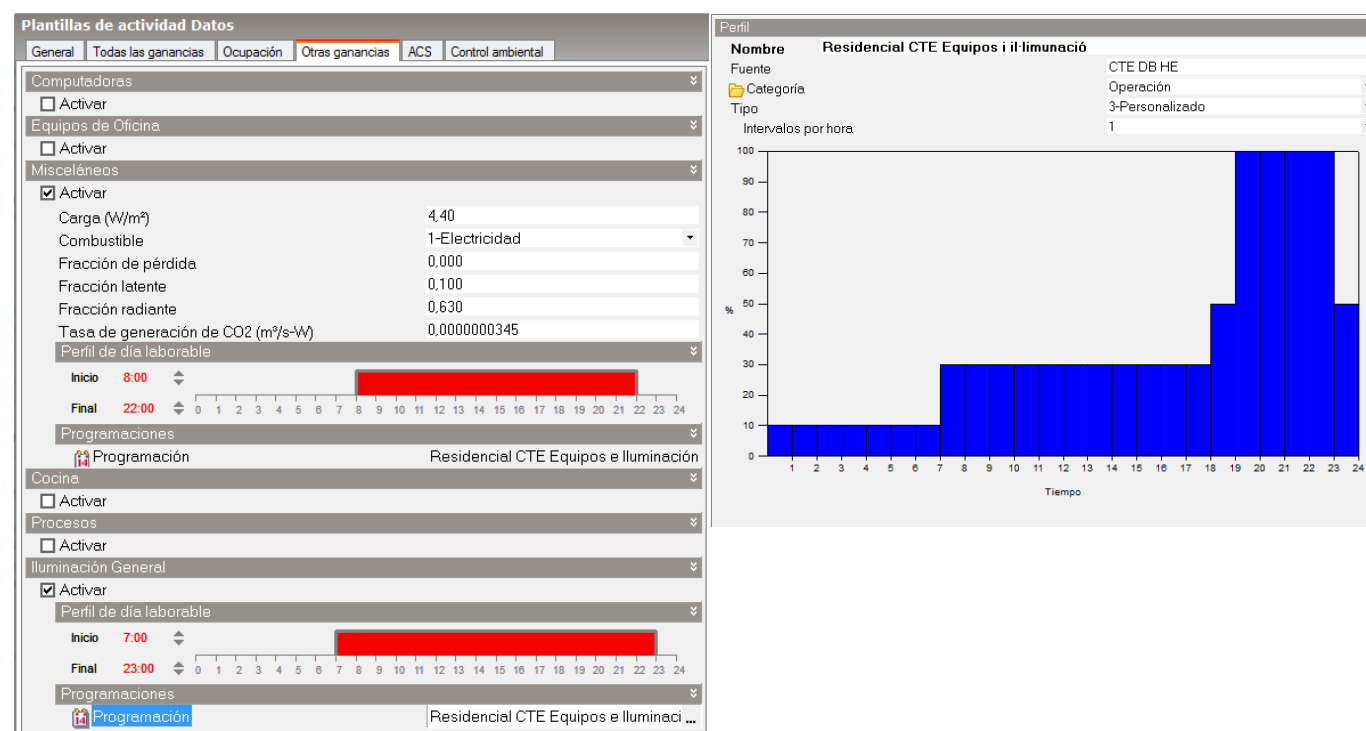 Plantillas de actividad Datos
General Todas las ganancias Ocupación Otras ganancias ACS Control ambiental
Computadoras
Activar
Equipos de Oficina
Activar
Misceláneos
Activar
Carga (W/m²) 4,40
Combustible 1-Electricidad
Fracción de pérdida 0,000
Fracción latente 0,100
Fracción radiante 0,630
Tasa de generación de CO2 (m³/s-W) 0,0000000345
Perfil de día laborable
Inicio 8:00
Final 22:00 0 1 2 3 4 5 6 7 8 9 10 11 12 13 14 15 16 17 18 19 20 21 22 23 24
Programaciones
Programación Residencial CTE Equipos e Iluminación
Cocina
Activar
Procesos
Activar
Iluminación General
Activar
Perfil de día laborable
Inicio 7:00
Final 23:00 0 1 2 3 4 5 6 7 8 9 10 11 12 13 14 15 16 17 18 19 20 21 22 23 24
Programaciones
Programación Residencial CTE Equipos e Iluminaci ...
Perfil
Nombre Residencial CTE Equipos i il·limunació
Fuente CTE DB HE
Categoría Operación
Tipo 3-Personalizado
Intervalos por hora 1
100
90
80
70
60
50
%
40
30
20
10
0
1 2 3 4 5 6 7 8 9 10 11 12 13 14 15 16 17 18 19 20 21 22 23 24
Tiempo